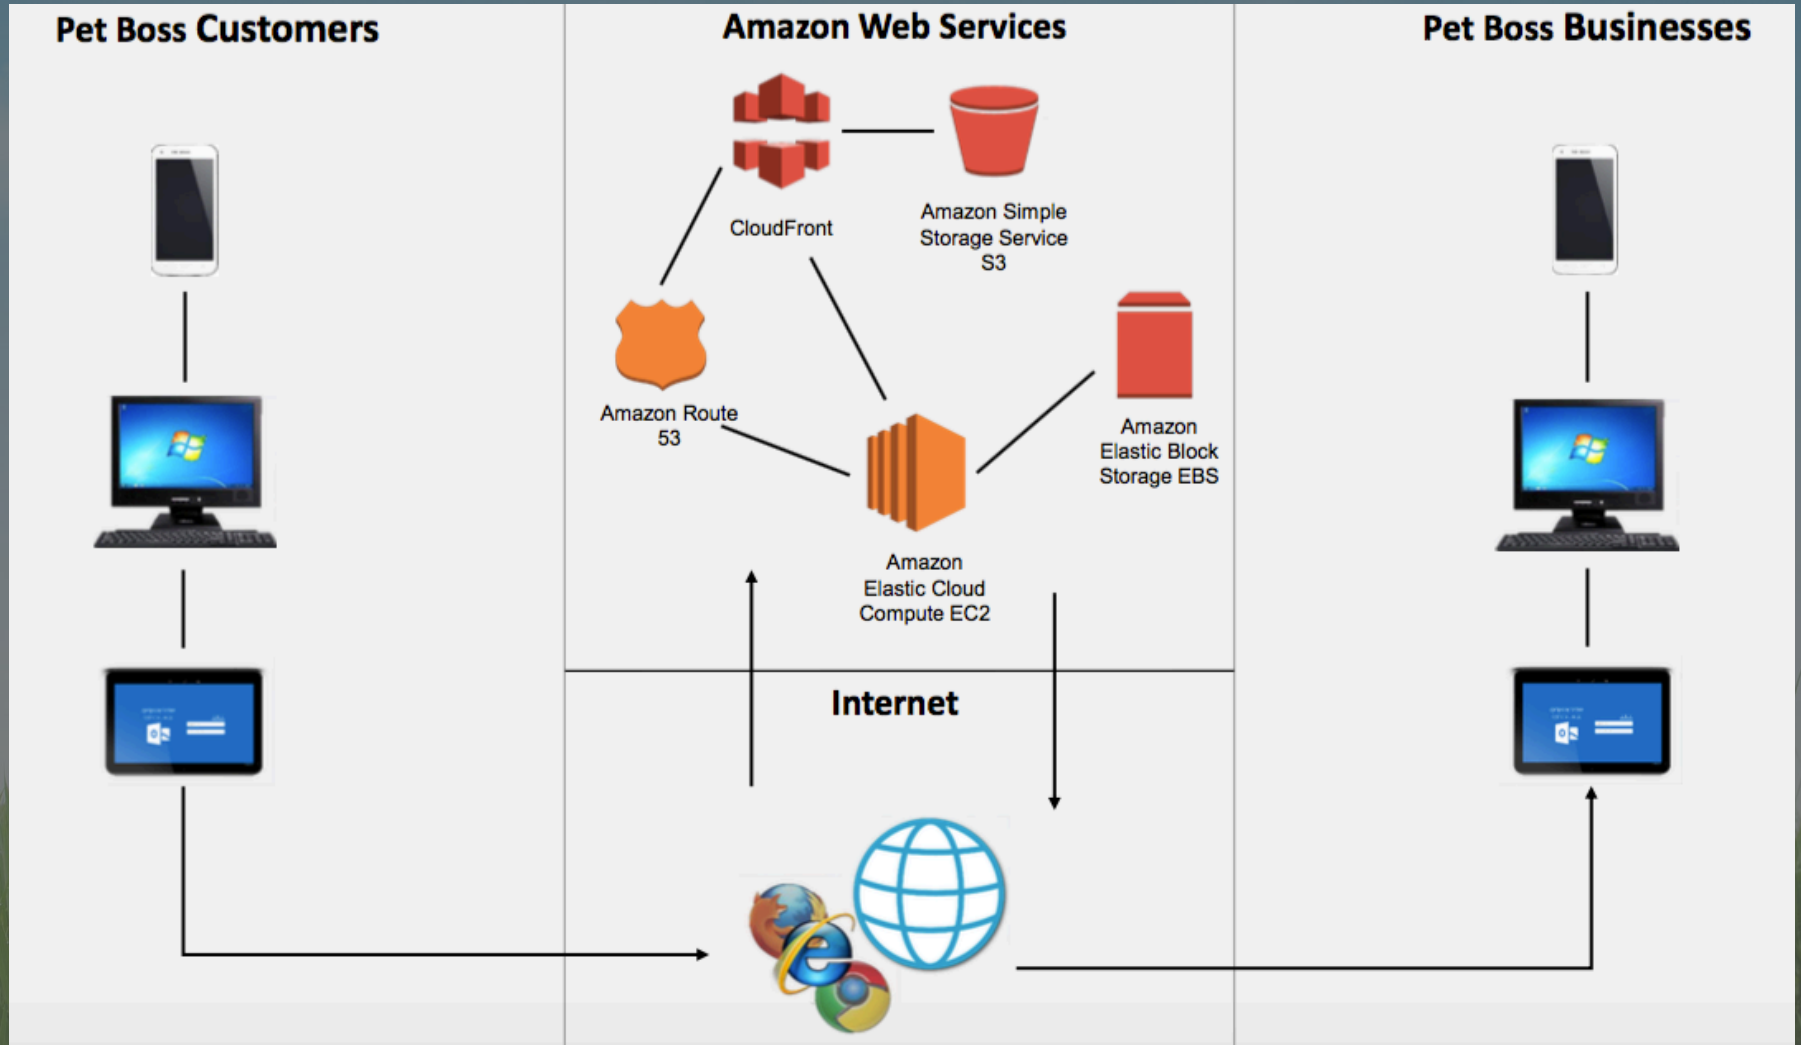 Pet Boss Customers
Amazon Web Services
Pet Boss Businesses
CloudFront
Amazon Simple
Storage Service
S3
Amazon Route
53
Amazon
Elastic Block
Storage EBS
Amazon
Elastic Cloud
Compute EC2
Internet